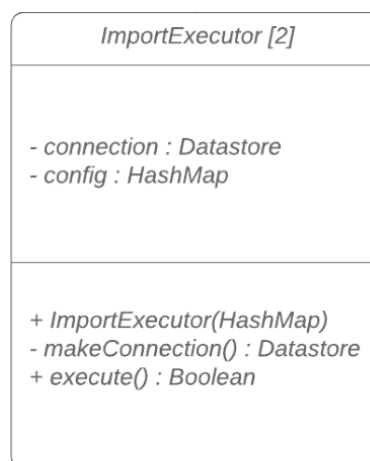 ImportExecutor [2]
- connection : Datastore
- config : HashMap
+ ImportExecutor(HashMap)
- makeConnection() : Datastore
+ execute() : Boolean